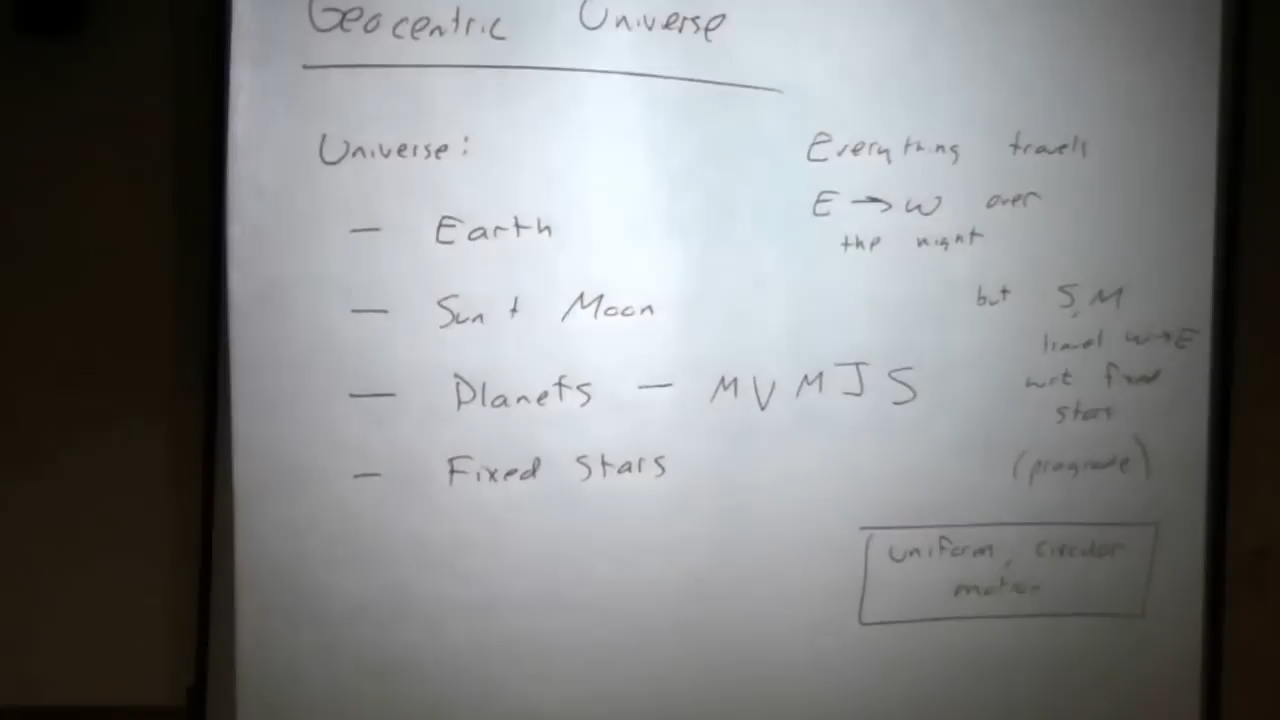 Geocentric Universe
Universe:
— Earth
— Sun + Moon
— Planets — M V M J S
— Fixed Stars
Everything travels
E → W over
the night
but S, M
travel W→E
wrt fixed
stars
(prograde)
uniform, circular
motion